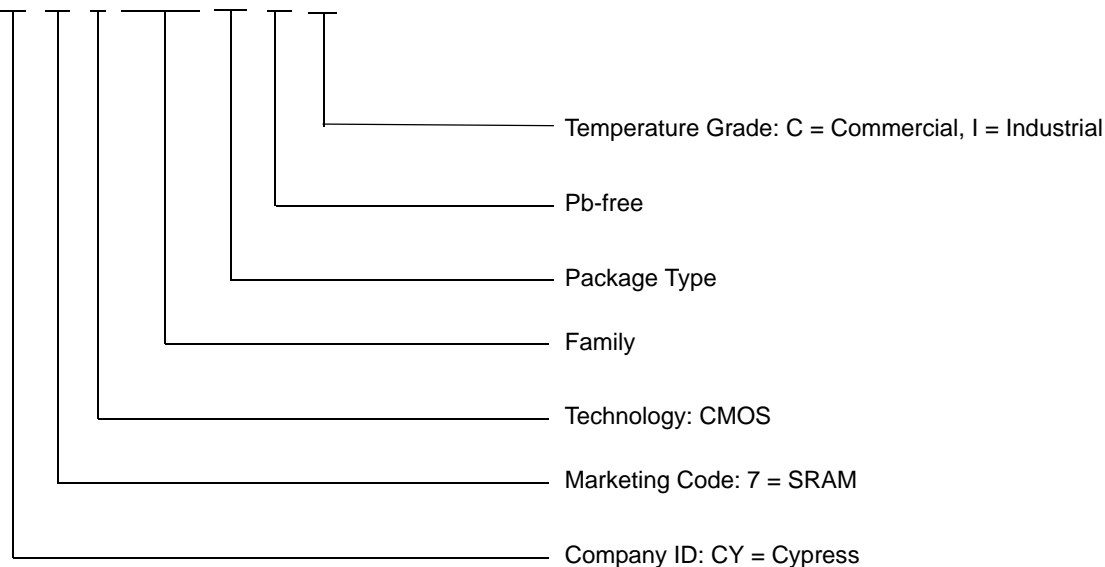 Temperature Grade: C = Commercial, I = Industrial
Pb-free
Package Type
Family
Technology: CMOS
Marketing Code: 7 = SRAM
Company ID: CY = Cypress